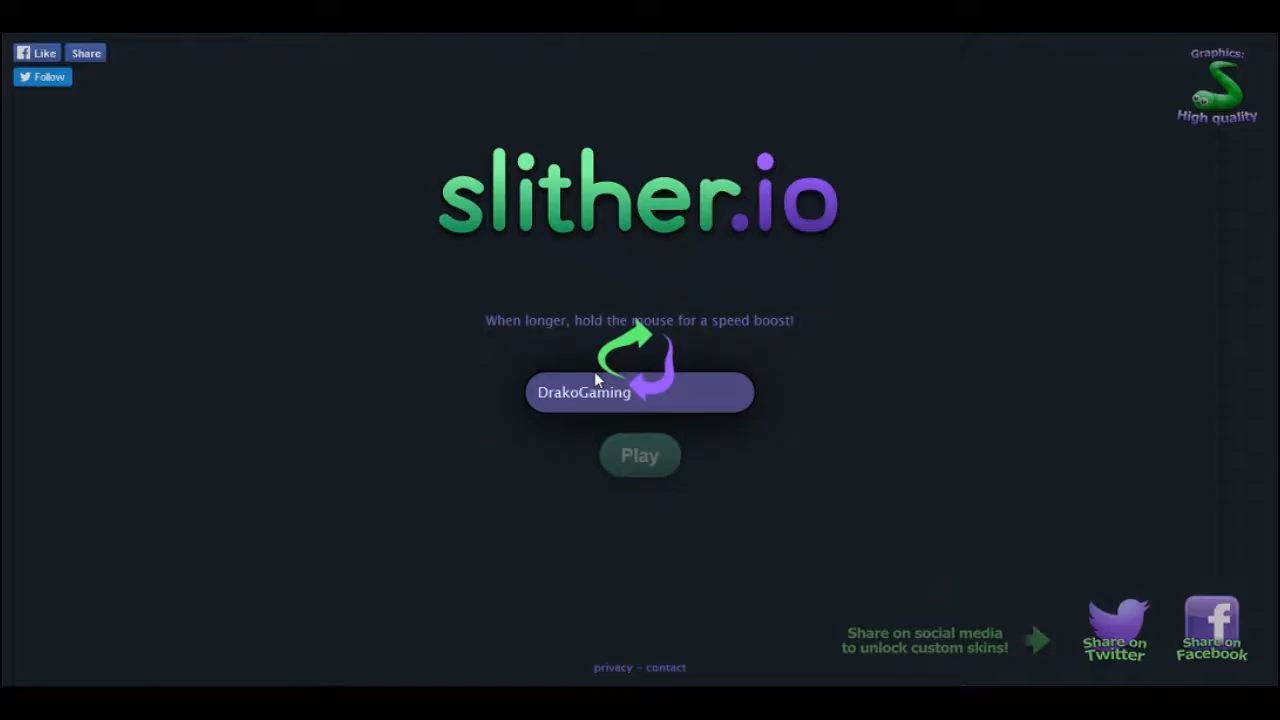 Like Share
Follow
Graphics:
High quality
slither.io
When longer, hold the mouse for a speed boost!
DrakoGaming
Play
Share on social media
to unlock custom skins!
Share on
Twitter
Share on
Facebook
privacy - contact